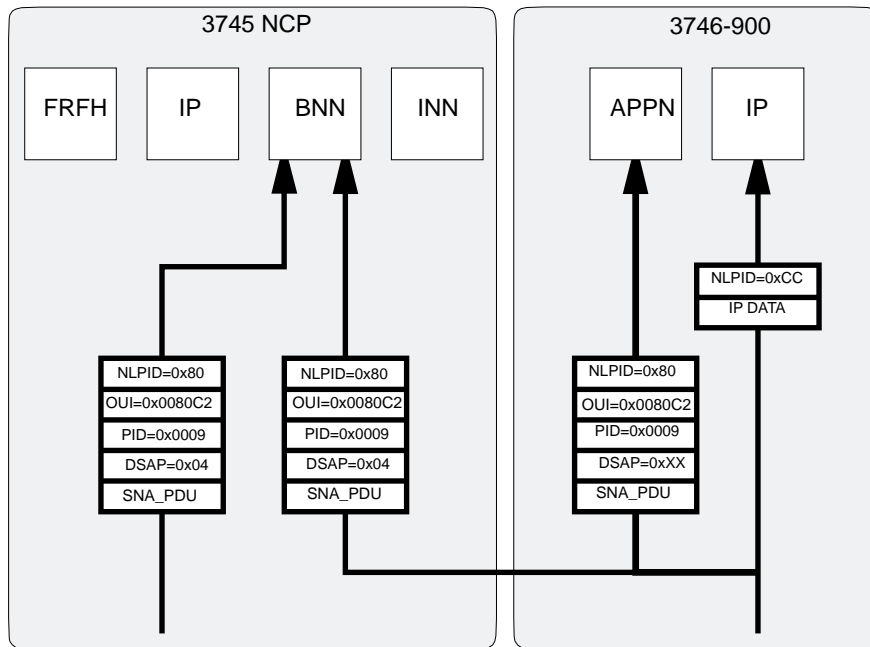 3745 NCP
3746-900
FRFH
IP
BNN
INN
APPN
IP
NLPID=0xCC
IP DATA
NLPID=0x80
OUI=0x0080C2
PID=0x0009
DSAP=0x04
SNA_PDU
NLPID=0x80
OUI=0x0080C2
PID=0x0009
DSAP=0x04
SNA_PDU
NLPID=0x80
OUI=0x0080C2
PID=0x0009
DSAP=0xXX
SNA_PDU